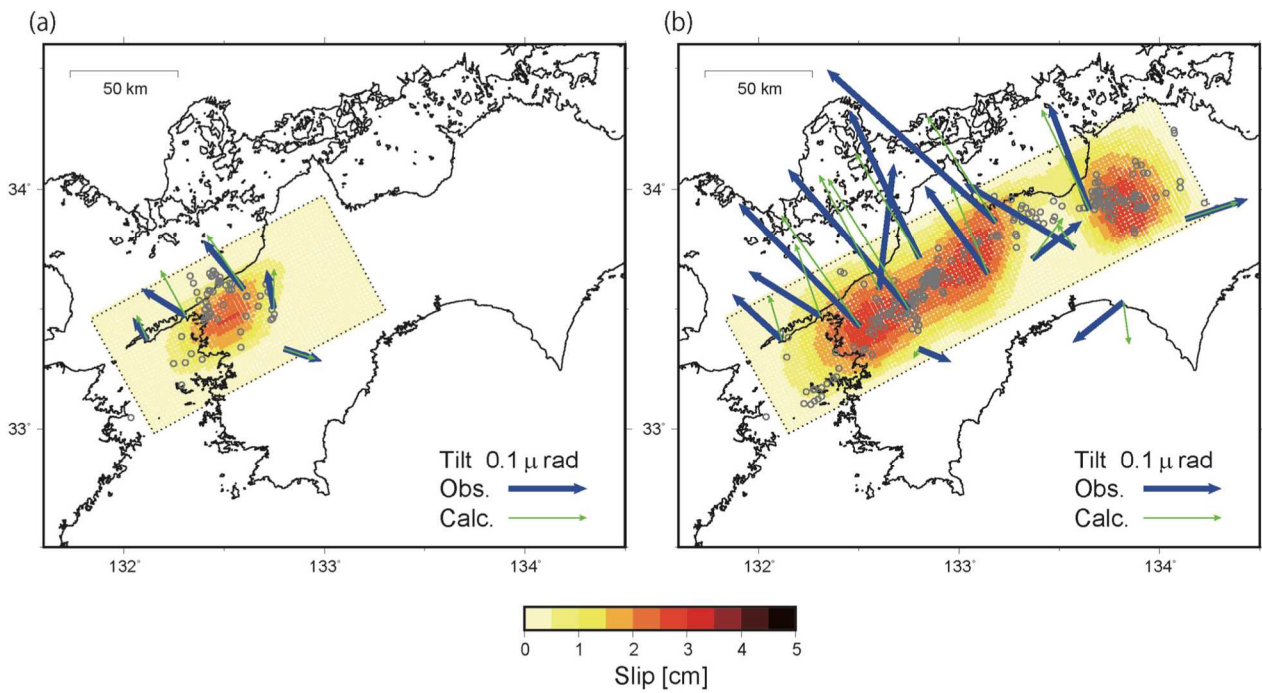 (a)
(b)
50 km
50 km
34°
34°
33°
33°
Tilt 0.1 μ rad
Obs.
Calc.
Tilt 0.1 μ rad
Obs.
Calc.
132° 133° 134°
132° 133° 134°
0 1 2 3 4 5
Slip [cm]